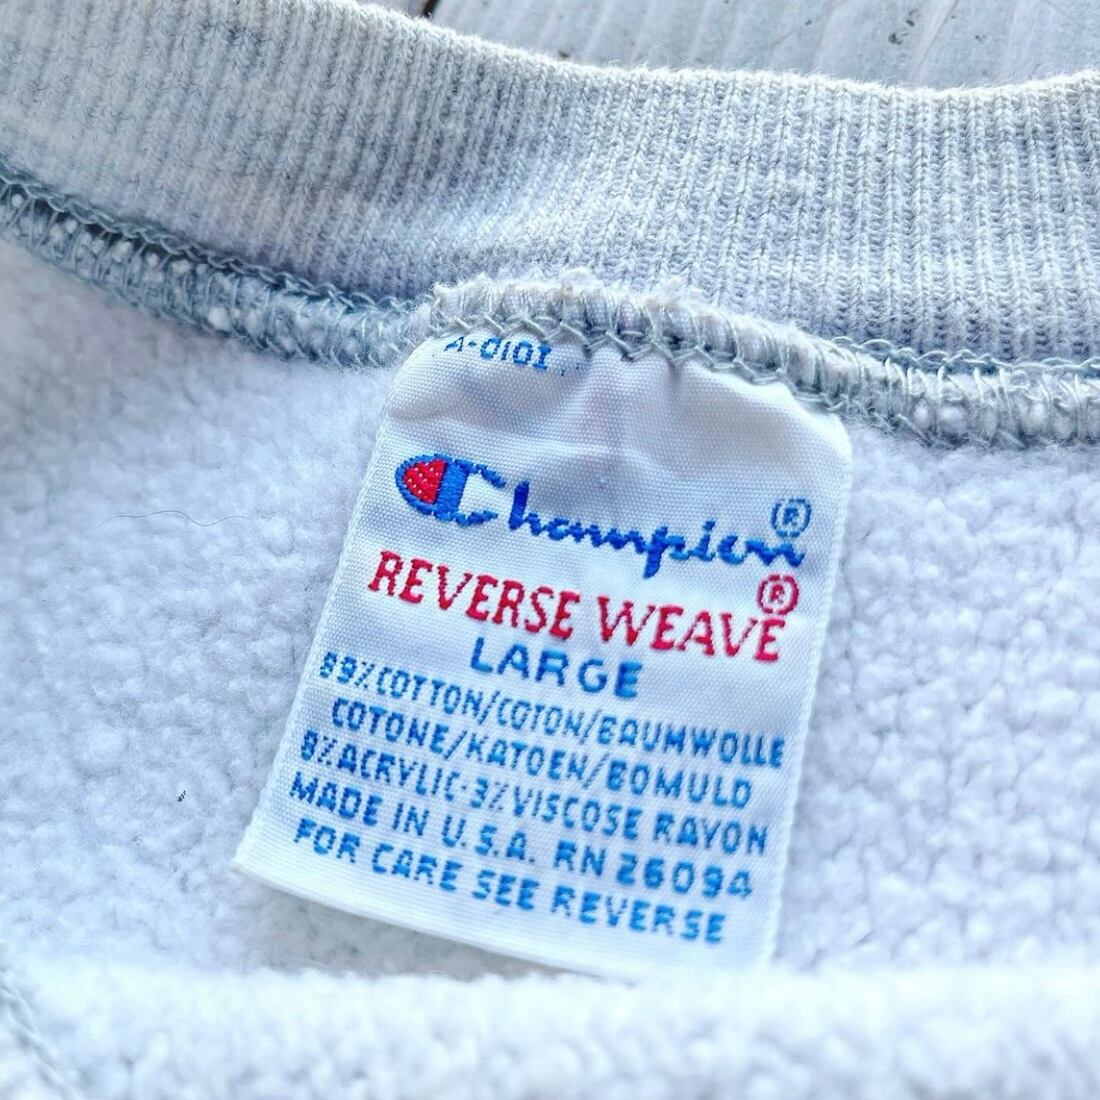 A-0101
Champion®
REVERSE WEAVE®
LARGE
89% COTTON/COTON/BAUMWOLLE
COTONE/KATOEN/BOMULD
8% ACRYLIC·3% VISCOSE RAYON
MADE IN U.S.A. RN 26094
FOR CARE SEE REVERSE